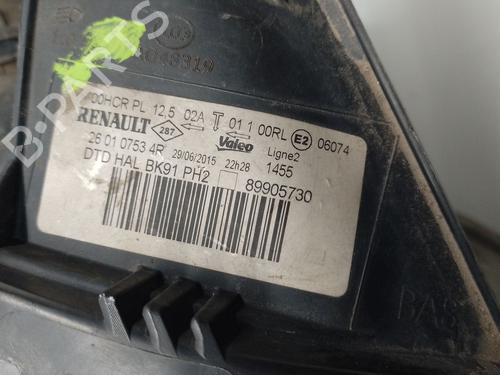 00HCR PL 12,5 02A T 01 1 00RL E2 06074
RENAULT 287 Valeo Ligne2
26 01 0753 4R 29/06/2015 22h28 1455
DTD HAL BK91 PH2 89905730
BAS